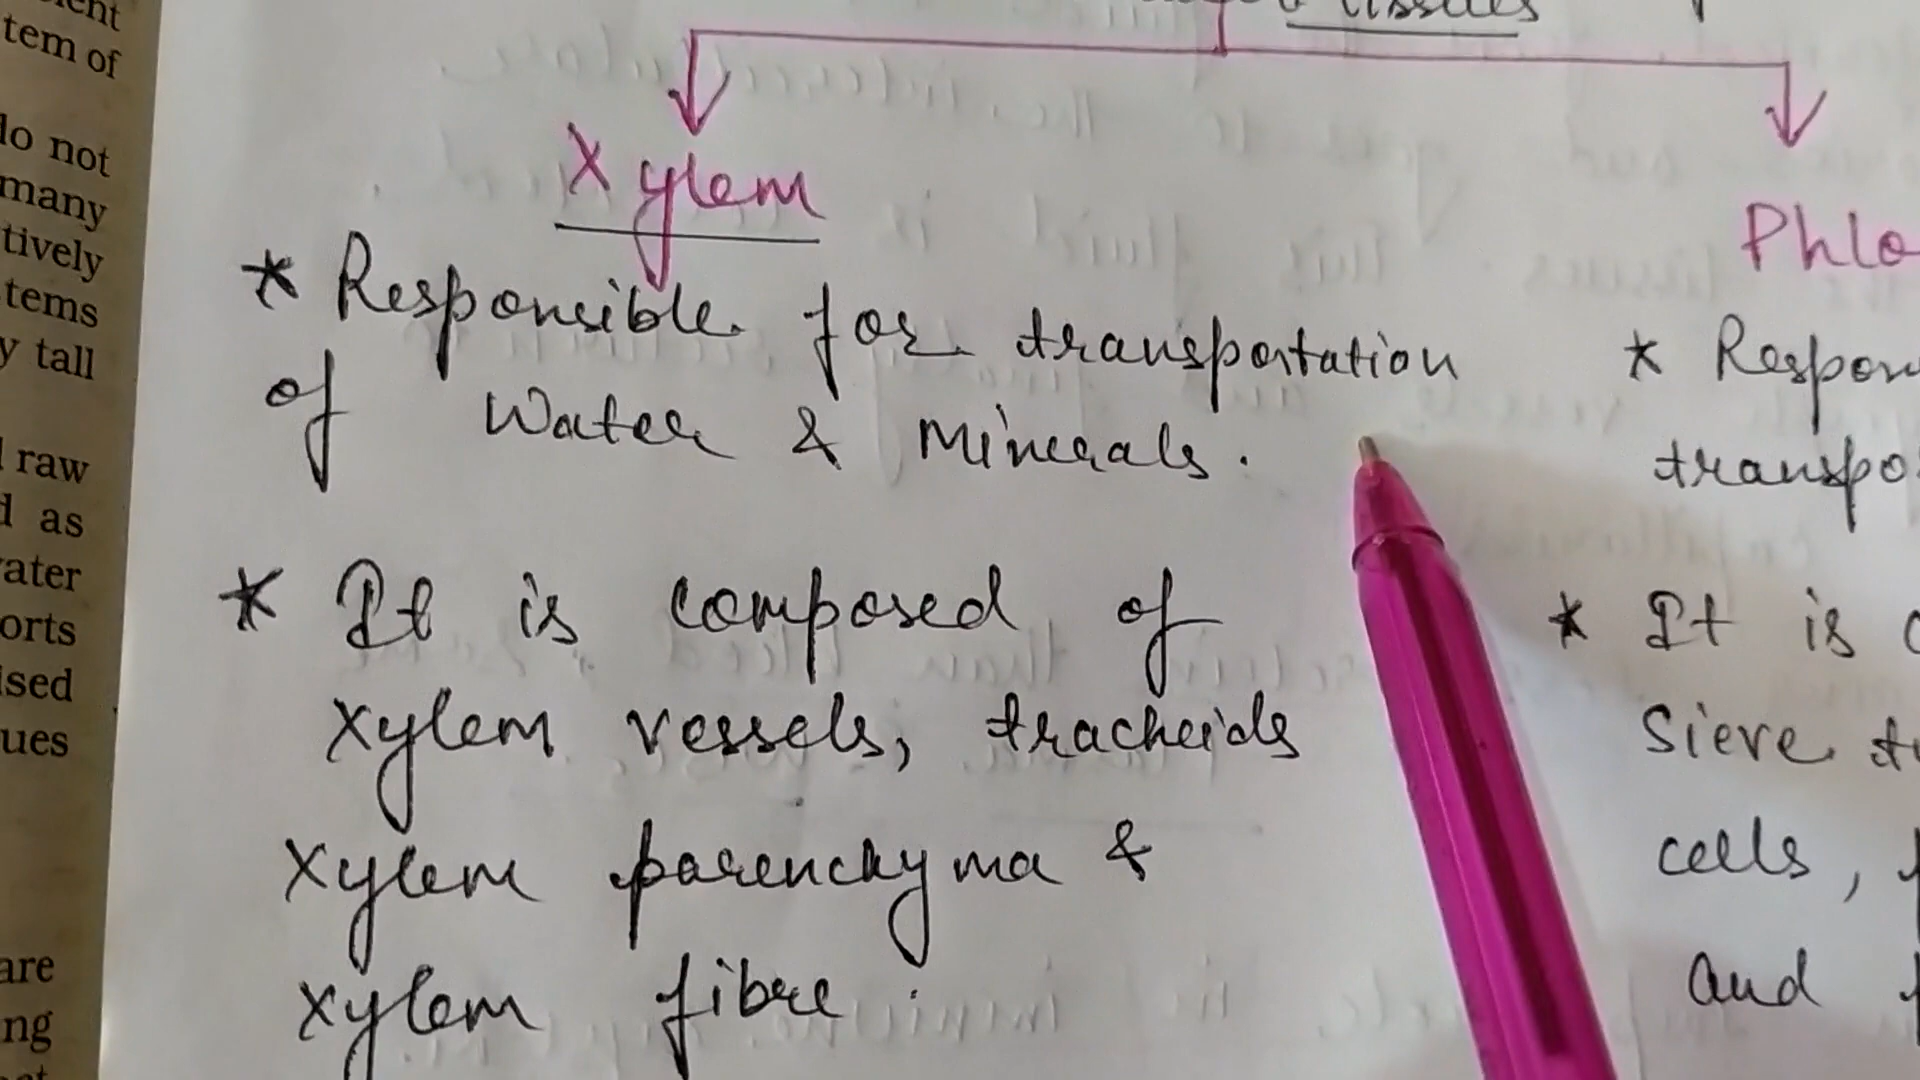 tem of
do not
many
tively
tems
y tall
raw
as
ater
orts
ised
ues
are
ng
tissues
Xylem
* Responsible for transportation
of Water & Minerals.
* It is composed of
Xylem vessels, tracheids
Xylem parenchyma &
Xylem fibre.
Phlo
* Respon
transpo
* It is c
Sieve tu
cells,
and